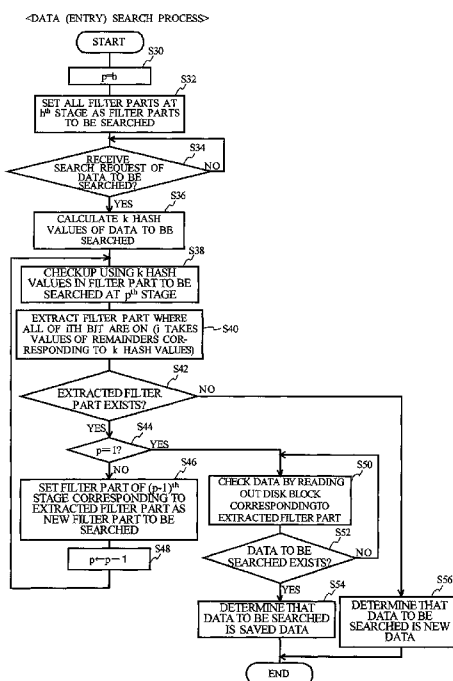 <DATA (ENTRY) SEARCH PROCESS>
START
S30
p=h
S32
SET ALL FILTER PARTS AT
hth STAGE AS FILTER PARTS
TO BE SEARCHED
S34
RECEIVE
SEARCH REQUEST OF
DATA TO BE
SEARCHED?
NO
YES
S36
CALCULATE k HASH
VALUES OF DATA TO BE
SEARCHED
S38
CHECKUP USING k HASH
VALUES IN FILTER PART TO
BE SEARCHED AT pth STAGE
EXTRACT FILTER PART WHERE
ALL OF iTH BIT ARE ON (i TAKES
VALUES OF REMAINDERS COR-
RESPONDING TO k HASH VALUES)
S40
S42
EXTRACTED FILTER
PART EXISTS?
NO
YES
S44
p=1?
YES
NO
S46
SET FILTER PART OF (p-1)th
STAGE CORRESPONDING TO
EXTRACTED FILTER PART AS
NEW FILTER PART TO BE
SEARCHED
S48
p←p－1
S50
CHECK DATA BY READING
OUT DISK BLOCK
CORRESPONDINGTO
EXTRACTED FILTER PART
S52
DATA TO BE
SEARCHED EXISTS?
NO
YES
S54
DETERMINE THAT
DATA TO BE SEARCHED
IS SAVED DATA
S56
DETERMINE THAT
DATA TO BE
SEARCHED IS NEW
DATA
END